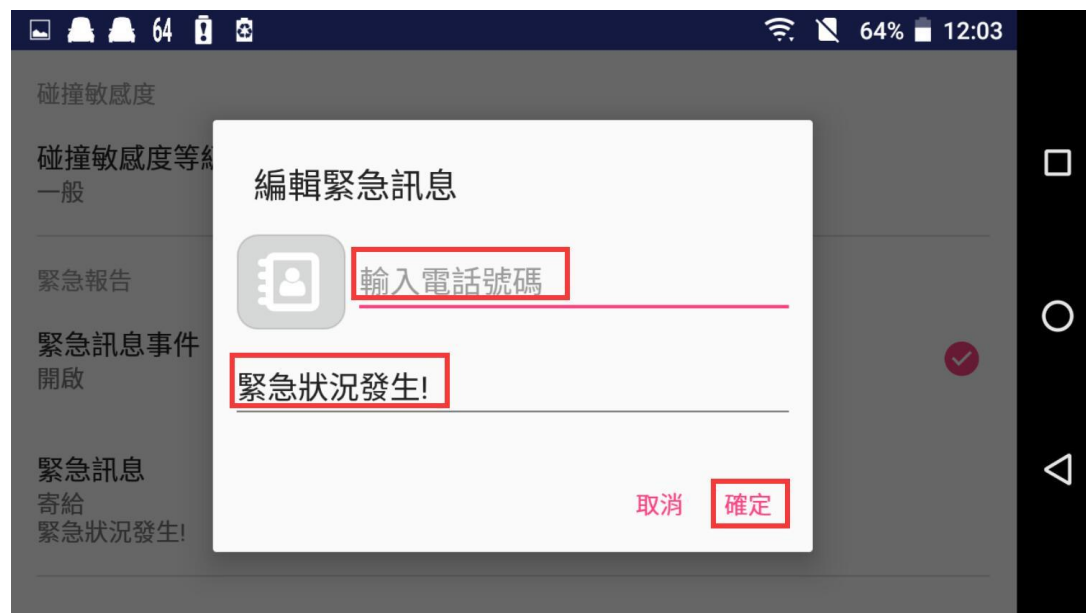 64 64% 12:03
碰撞敏感度
碰撞敏感度等級
一般
緊急報告
緊急訊息事件
開啟
緊急訊息
寄給
緊急狀況發生!
編輯緊急訊息
輸入電話號碼
緊急狀況發生!
取消 確定